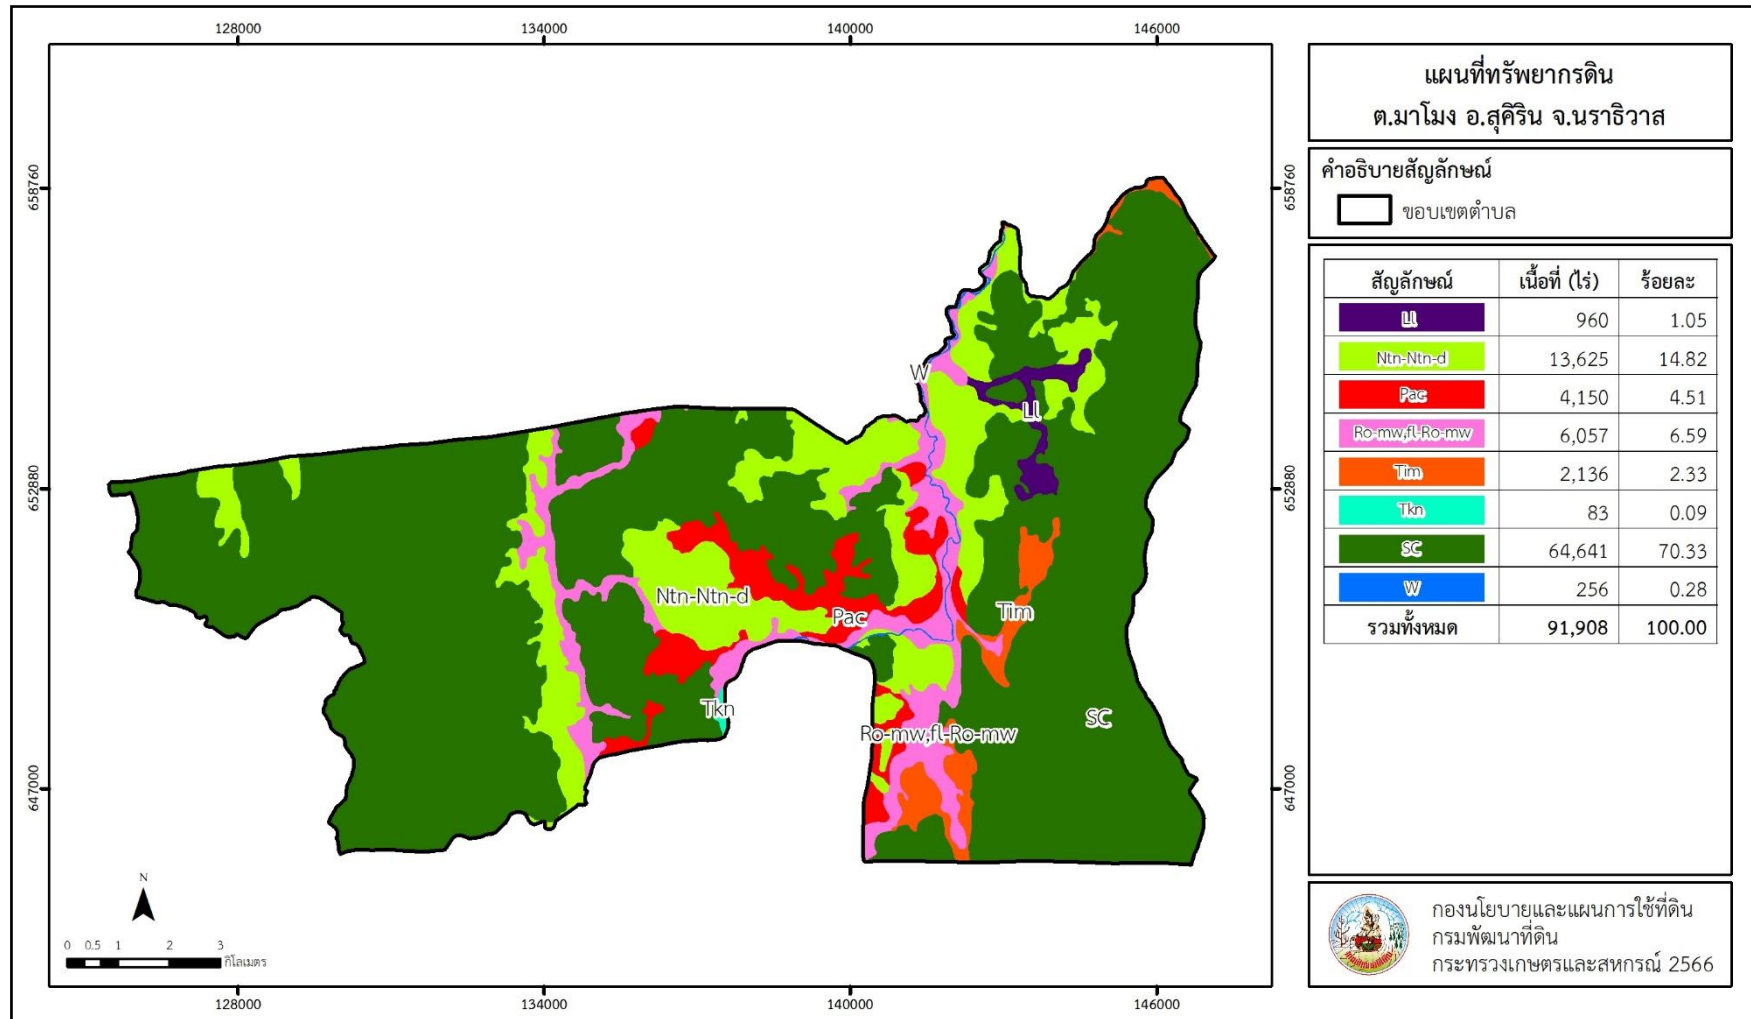 128000 134000 140000 146000
แผนที่ทรัพยากรดิน
ต.มาโมง อ.สุคิริน จ.นราธิวาส
คำอธิบายสัญลักษณ์
ขอบเขตตำบล
สัญลักษณ์ เนื้อที่ (ไร่) ร้อยละ
Ll 960 1.05
Ntn-Ntn-d 13,625 14.82
Pac 4,150 4.51
Ro-mw,fl-Ro-mw 6,057 6.59
Tim 2,136 2.33
Tkn 83 0.09
SC 64,641 70.33
W 256 0.28
รวมทั้งหมด 91,908 100.00
658760 658760
W
Ll
652880 652880
Ntn-Ntn-d
Pac
Tim
Tkn
SC
Ro-mw,fl-Ro-mw
647000 647000
N
0 0.5 1 2 3
กิโลเมตร
128000 134000 140000 146000
กองนโยบายและแผนการใช้ที่ดิน
กรมพัฒนาที่ดิน
กระทรวงเกษตรและสหกรณ์ 2566